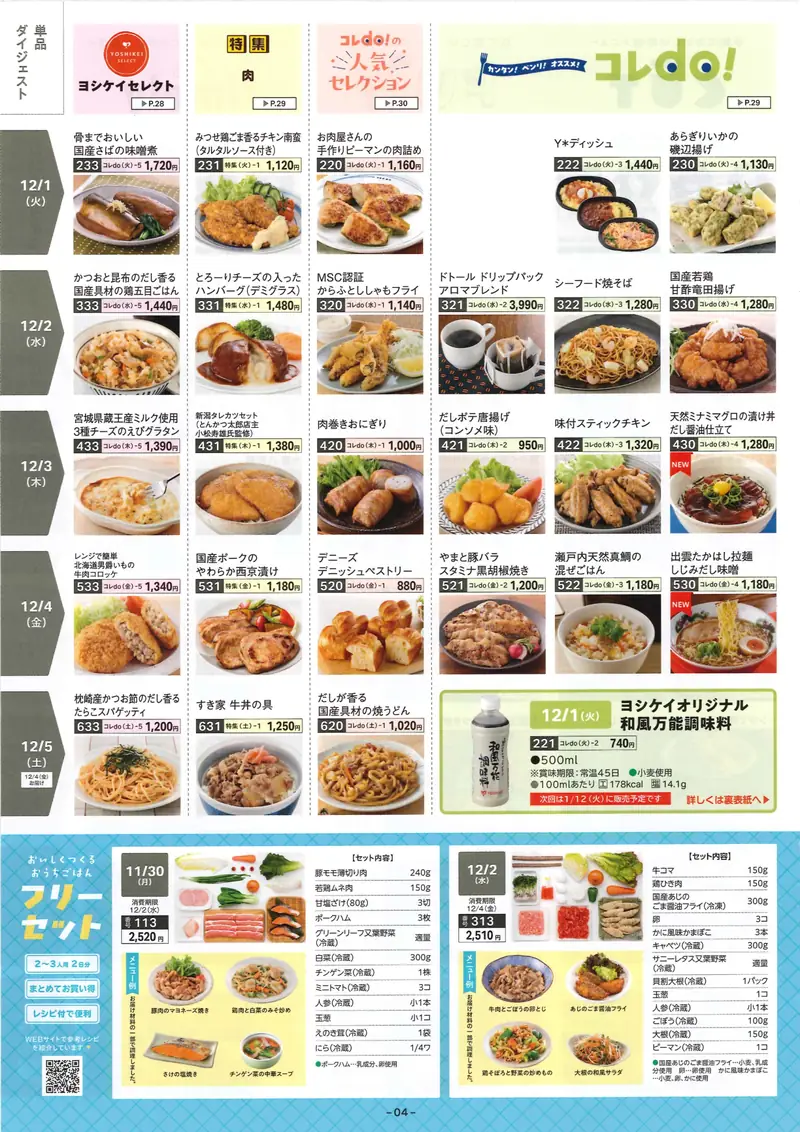 単品
ダイジェスト
YOSHIKEI
SELECT
ヨシケイセレクト
▷P.28
特集
肉
▷P.29
コレdo!の
人気
セレクション
▷P.30
カンタン! ベンリ! オススメ!
コレdo!
▷P.29
12/1
(火)
骨までおいしい
国産さばの味噌煮
233 コレdo(火)-5 1,720円
みつせ鶏ごま香るチキン南蛮
(タルタルソース付き)
231 特集(火)-1 1,120円
お肉屋さんの
手作りピーマンの肉詰め
220 コレdo(火)-1 1,160円
Y*ディッシュ
222 コレdo(火)-3 1,440円
あらぎりいかの
磯辺揚げ
230 コレdo(火)-4 1,130円
12/2
(水)
かつおと昆布のだし香る
国産具材の鶏五目ごはん
333 コレdo(水)-5 1,440円
とろーりチーズの入った
ハンバーグ(デミグラス)
331 特集(水)-1 1,480円
MSC認証
からふとししゃもフライ
320 コレdo(水)-1 1,140円
ドトール ドリップパック
アロマブレンド
321 コレdo(水)-2 3,990円
シーフード焼そば
322 コレdo(水)-3 1,280円
国産若鶏
甘酢竜田揚げ
330 コレdo(水)-4 1,280円
12/3
(木)
宮城県蔵王産ミルク使用
3種チーズのえびグラタン
433 コレdo(木)-5 1,390円
新潟タレカツセット
(とんかつ太郎店主
小松寿雄氏監修)
431 特集(木)-1 1,380円
肉巻きおにぎり
420 コレdo(木)-1 1,000円
だしポテ唐揚げ
(コンソメ味)
421 コレdo(木)-2 950円
味付スティックチキン
422 コレdo(木)-3 1,320円
天然ミナミマグロの漬け丼
だし醤油仕立て
430 コレdo(木)-4 1,280円
NEW
12/4
(金)
レンジで簡単
北海道男爵いもの
牛肉コロッケ
533 コレdo(金)-5 1,340円
国産ポークの
やわらか西京漬け
531 特集(金)-1 1,180円
デニーズ
デニッシュペストリー
520 コレdo(金)-1 880円
やまと豚バラ
スタミナ黒胡椒焼き
521 コレdo(金)-2 1,200円
瀬戸内天然真鯛の
混ぜごはん
522 コレdo(金)-3 1,180円
出雲たかはし拉麺
しじみだし味噌
530 コレdo(金)-4 1,180円
NEW
12/5
(土)
12/4(金)
お届け
枕崎産かつお節のだし香る
たらこスパゲッティ
633 コレdo(土)-5 1,200円
すき家 牛丼の具
631 特集(土)-1 1,250円
だしが香る
国産具材の焼うどん
620 コレdo(土)-1 1,020円
和風万能
調味料
12/1(火)
ヨシケイオリジナル
和風万能調味料
221 コレdo(火)-2 740円
●500ml
※賞味期限:常温45日 ●小麦使用
●100mlあたり 工178kcal 塩14.1g
次回は1/12(火)に販売予定です
詳しくは裏表紙へ▶
おいしくつくる
おうちごはん
フリー
セット
2〜3人用 2日分
まとめてお買い得
レシピ付で便利
WEBサイトで参考レシピ
を紹介しています
11/30
(月)
消費期限
12/2(水)
番号 113
2,520円
メニュー例
お届け材料の一部で調理しました。
豚肉のマヨネーズ焼き
鶏肉と白菜のみそ炒め
さけの塩焼き
チンゲン菜の中華スープ
【セット内容】
豚モモ薄切り肉 240g
若鶏ムネ肉 150g
甘塩ざけ(80g) 3切
ポークハム 3枚
グリーンリーフ又葉野菜
(冷蔵) 適量
白菜(冷蔵) 300g
チンゲン菜(冷蔵) 1株
ミニトマト(冷蔵) 3コ
人参(冷蔵) 小1本
玉葱 小1コ
えのき茸(冷蔵) 1袋
にら(冷蔵) 1/4ワ
●ポークハム…乳成分、卵使用
12/2
(水)
消費期限
12/4(金)
番号 313
2,510円
メニュー例
お届け材料の一部で調理しました。
牛肉とごぼうの卵とじ
あじのごま醤油フライ
鶏そぼろと野菜の炒めもの
大根の和風サラダ
【セット内容】
牛コマ 150g
鶏ひき肉 150g
国産あじの
ごま醤油フライ(冷凍) 300g
卵 3コ
かに風味かまぼこ 3本
キャベツ(冷蔵) 300g
サニーレタス又葉野菜
(冷蔵) 適量
貝割大根(冷蔵) 1パック
玉葱 1コ
人参(冷蔵) 小1本
ごぼう(冷蔵) 100g
大根(冷蔵) 150g
ピーマン(冷蔵) 1コ
●国産あじのごま醤油フライ…小麦、乳成
分使用 卵…卵使用 かに風味かまぼこ
…小麦、卵、かに使用
-04-